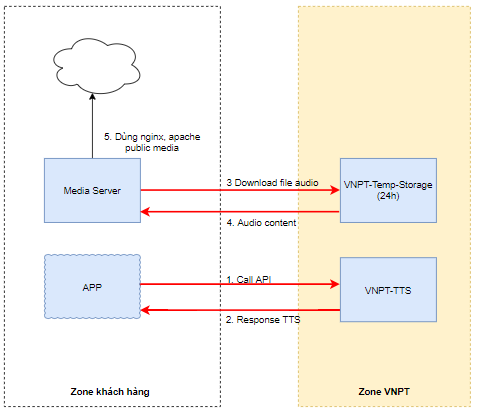 5. Dùng nginx, apache
public media
Media Server
3 Download file audio
VNPT-Temp-Storage
(24h)
4. Audio content
APP
1. Call API
VNPT-TTS
2. Response TTS
Zone khách hàng
Zone VNPT